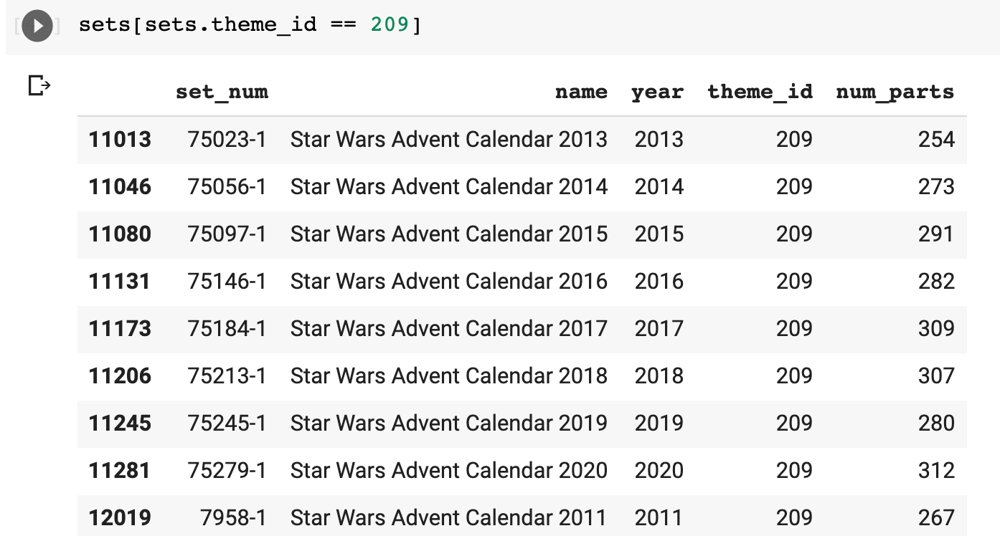 sets[sets.theme_id == 209]
set_num name year theme_id num_parts
11013 75023-1 Star Wars Advent Calendar 2013 2013 209 254
11046 75056-1 Star Wars Advent Calendar 2014 2014 209 273
11080 75097-1 Star Wars Advent Calendar 2015 2015 209 291
11131 75146-1 Star Wars Advent Calendar 2016 2016 209 282
11173 75184-1 Star Wars Advent Calendar 2017 2017 209 309
11206 75213-1 Star Wars Advent Calendar 2018 2018 209 307
11245 75245-1 Star Wars Advent Calendar 2019 2019 209 280
11281 75279-1 Star Wars Advent Calendar 2020 2020 209 312
12019 7958-1 Star Wars Advent Calendar 2011 2011 209 267